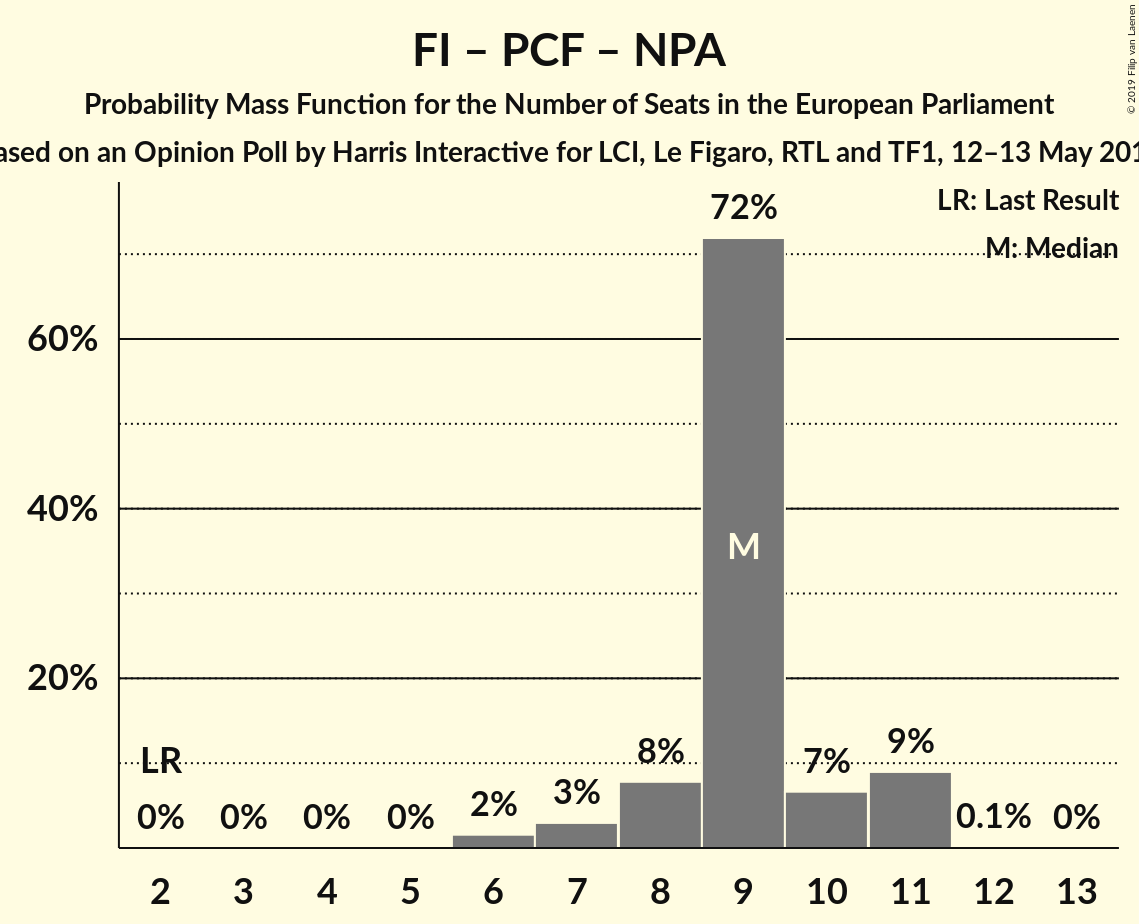 FI – PCF – NPA
Probability Mass Function for the Number of Seats in the European Parliament
on an Opinion Poll by Harris Interactive for LCI, Le Figaro, RTL and TF1, 12–13 May
© 2019 Filip van Laenen
LR: Last Result
M: Median
72%
60%
40%
M
20%
LR
0% 0% 0% 0% 2% 3% 8% 7% 9% 0.1% 0%
2 3 4 5 6 7 8 9 10 11 12 13